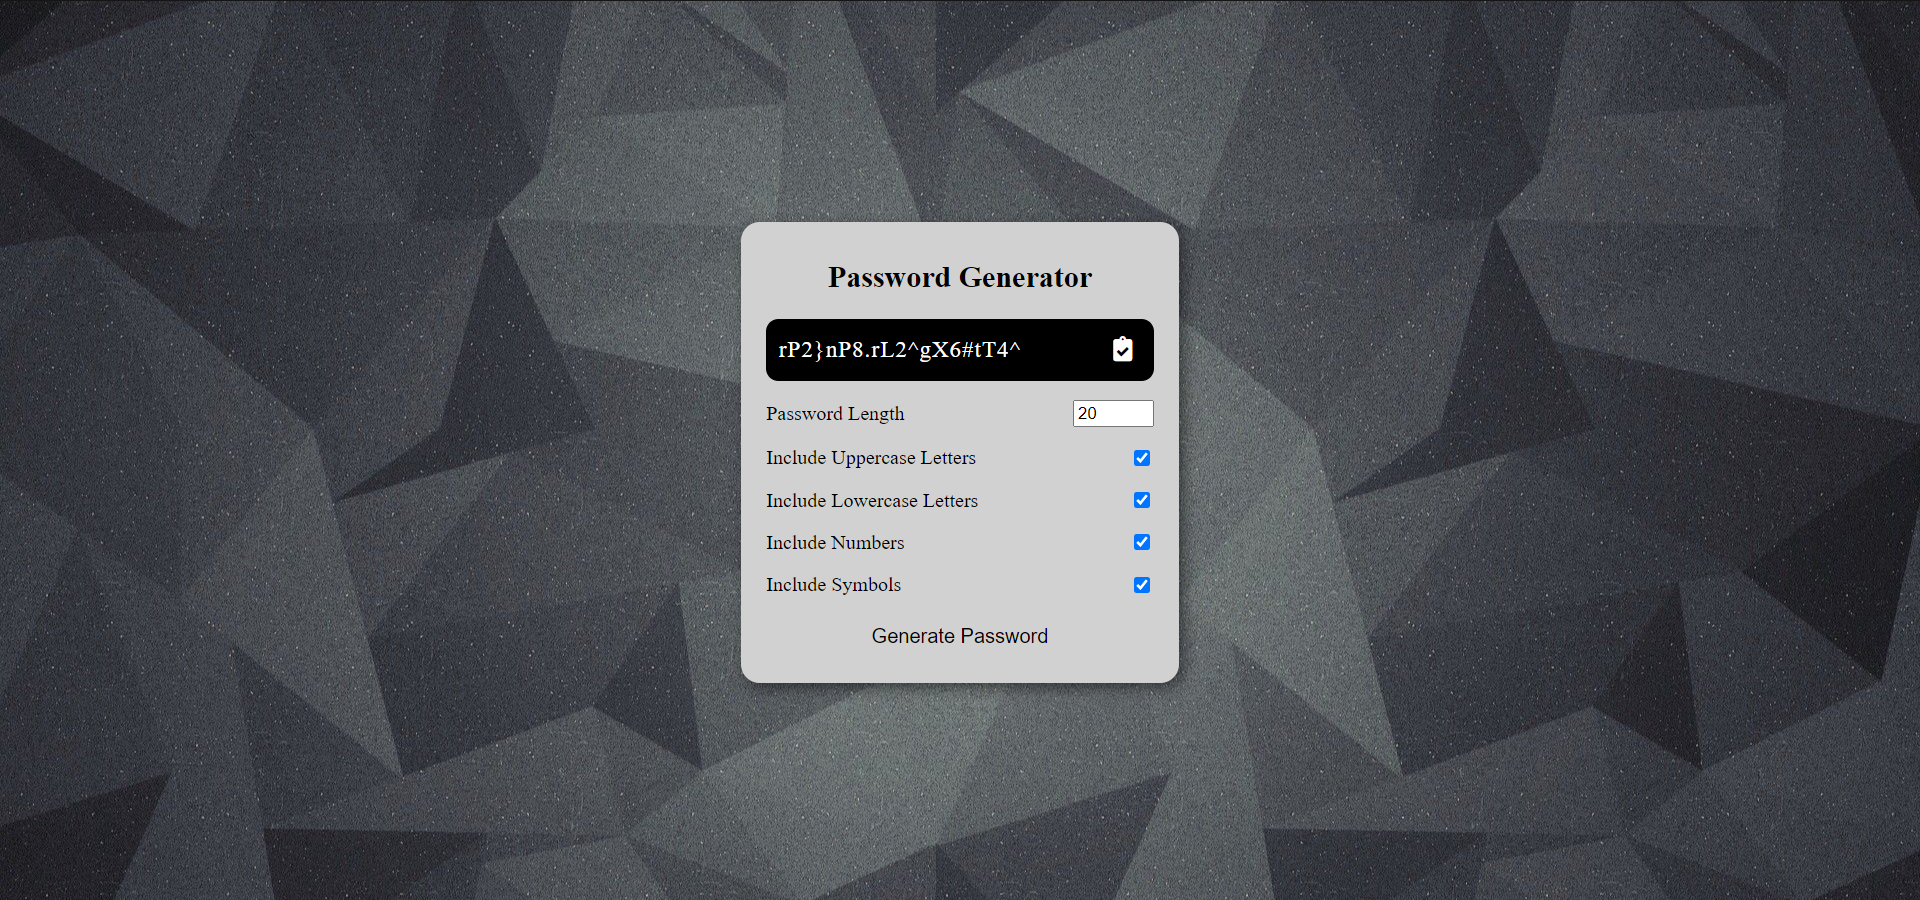 Password Generator
rP2}nP8.rL2^gX6#tT4^
Password Length 20
Include Uppercase Letters
Include Lowercase Letters
Include Numbers
Include Symbols
Generate Password